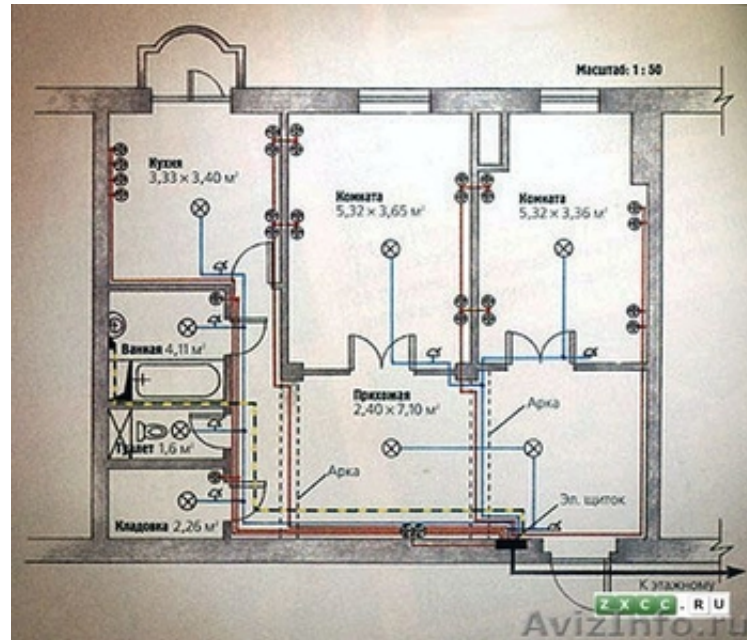 Масштаб: 1 : 50
Кухня
3,33 × 3,40 м²
Комната
5,32 × 3,65 м²
Комната
5,32 × 3,36 м²
Ванная 4,11 м²
Прихожая
2,40 × 7,10 м²
Арка
Туалет 1,6 м²
Арка
Эл. щиток
Кладовка 2,26 м²
К этажному
ZXCC.RU
AvizInfo.ru